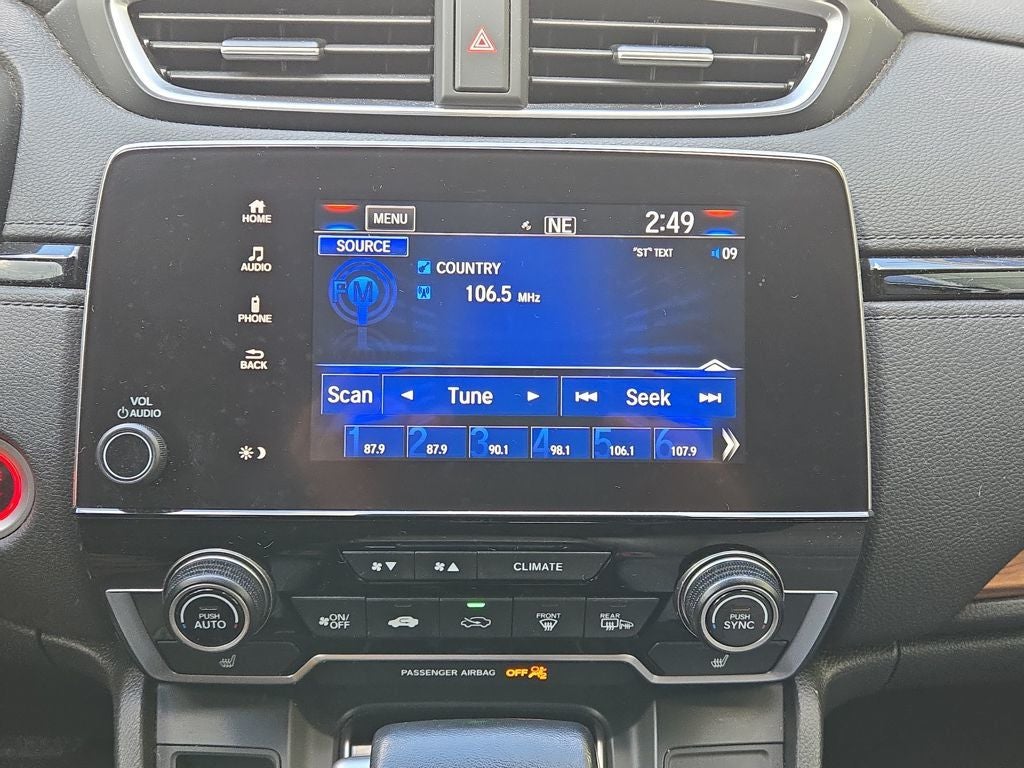 HOME
AUDIO
PHONE
BACK
VOL
AUDIO
MENU
NE
2:49
SOURCE
"ST" TEXT
09
FM
COUNTRY
106.5 MHz
Scan
Tune
Seek
1 87.9
2 87.9
3 90.1
4 98.1
5 106.1
6 107.9
CLIMATE
PUSH
AUTO
ON/
OFF
FRONT
REAR
PUSH
SYNC
PASSENGER AIRBAG OFF